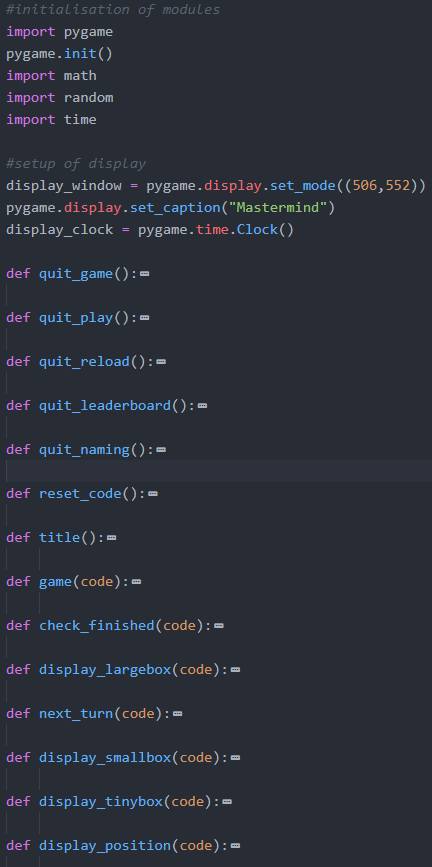 #initialisation of modules
import pygame
pygame.init()
import math
import random
import time
#setup of display
display_window = pygame.display.set_mode((506,552))
pygame.display.set_caption("Mastermind")
display_clock = pygame.time.Clock()
def quit_game():
def quit_play():
def quit_reload():
def quit_leaderboard():
def quit_naming():
def reset_code():
def title():
def game(code):
def check_finished(code):
def display_largebox(code):
def next_turn(code):
def display_smallbox(code):
def display_tinybox(code):
def display_position(code):